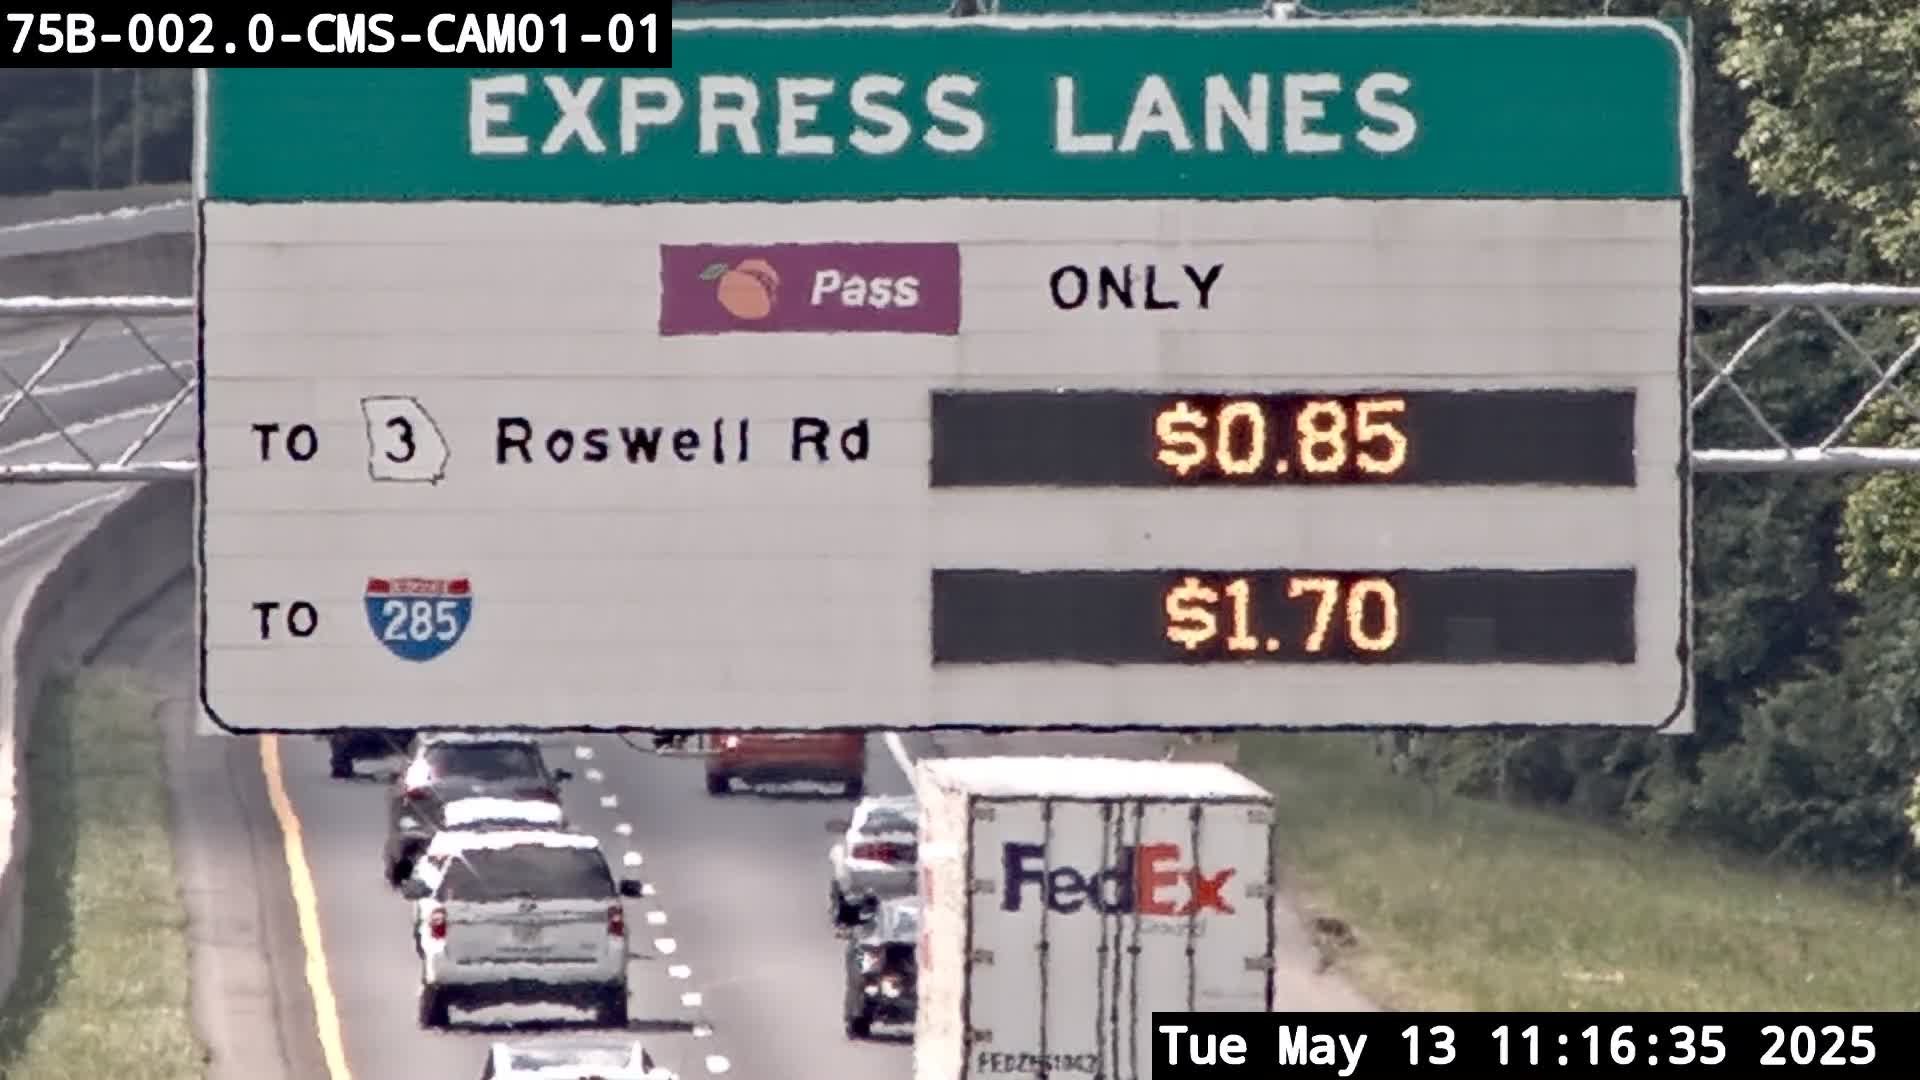 75B-002.0-CMS-CAM01-01
EXPRESS LANES
Pass ONLY
TO 3 Roswell Rd $0.85
TO 285 $1.70
FedEx
Ground
Tue May 13 11:16:35 2025